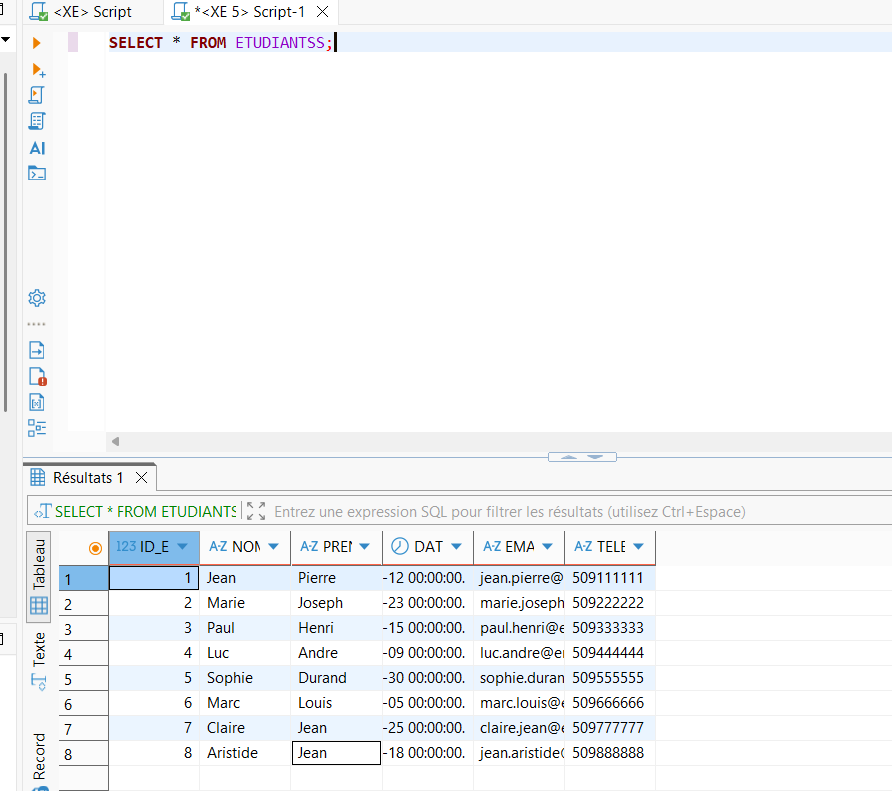 <XE> Script
*<XE 5> Script-1
SELECT * FROM ETUDIANTSS;
AI
Résultats 1
SELECT * FROM ETUDIANTS
Entrez une expression SQL pour filtrer les résultats (utilisez Ctrl+Espace)
Tableau
Texte
Record
123 ID_E A-Z NOM A-Z PREN DAT A-Z EMA A-Z TELE
1 1 Jean Pierre -12 00:00:00. jean.pierre@ 509111111
2 2 Marie Joseph -23 00:00:00. marie.joseph 509222222
3 3 Paul Henri -15 00:00:00. paul.henri@e 509333333
4 4 Luc Andre -09 00:00:00. luc.andre@e 509444444
5 5 Sophie Durand -30 00:00:00. sophie.duran 509555555
6 6 Marc Louis -05 00:00:00. marc.louis@e 509666666
7 7 Claire Jean -25 00:00:00. claire.jean@e 509777777
8 8 Aristide Jean -18 00:00:00. jean.aristide@ 509888888